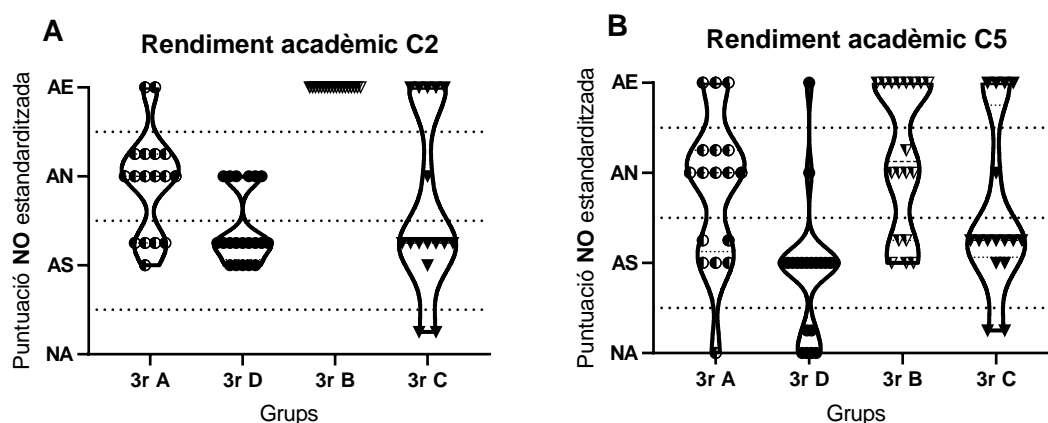 A
Rendiment acadèmic C2
Puntuació NO estandarditzada
AE
AN
AS
NA
3r A
3r D
3r B
3r C
Grups
B
Rendiment acadèmic C5
Puntuació NO estandarditzada
AE
AN
AS
NA
3r A
3r D
3r B
3r C
Grups